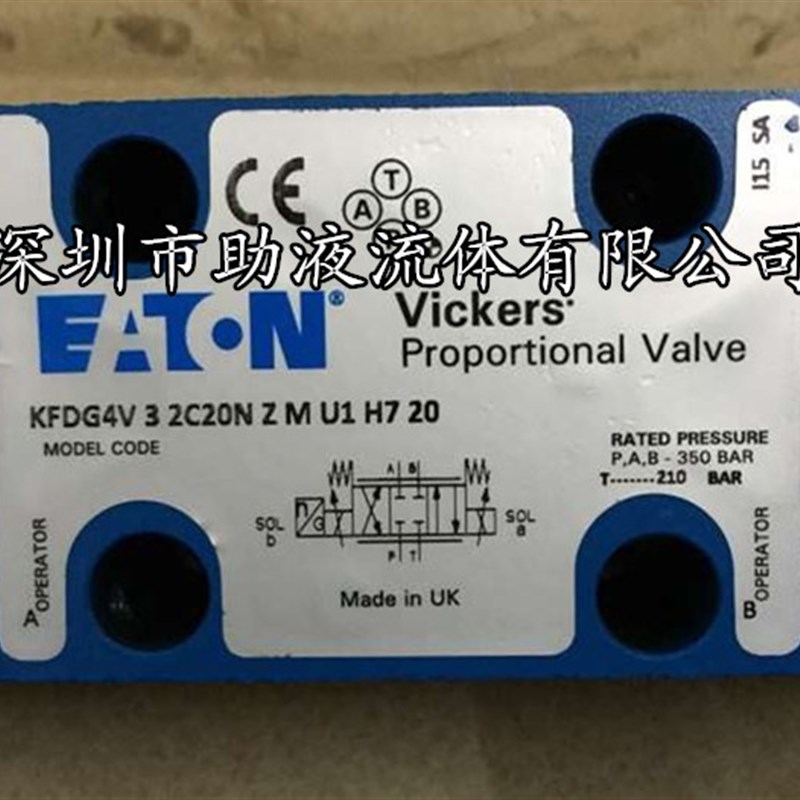 I15 SA
CE
T
A B
深圳市助液流体有限公司
EATON®
Vickers®
Proportional Valve
KFDG4V 3 2C20N Z M U1 H7 20
MODEL CODE
RATED PRESSURE
P,A,B - 350 BAR
T-------210 BAR
A B
SOL b
n G
SOL a
P T
A OPERATOR
B OPERATOR
Made in UK